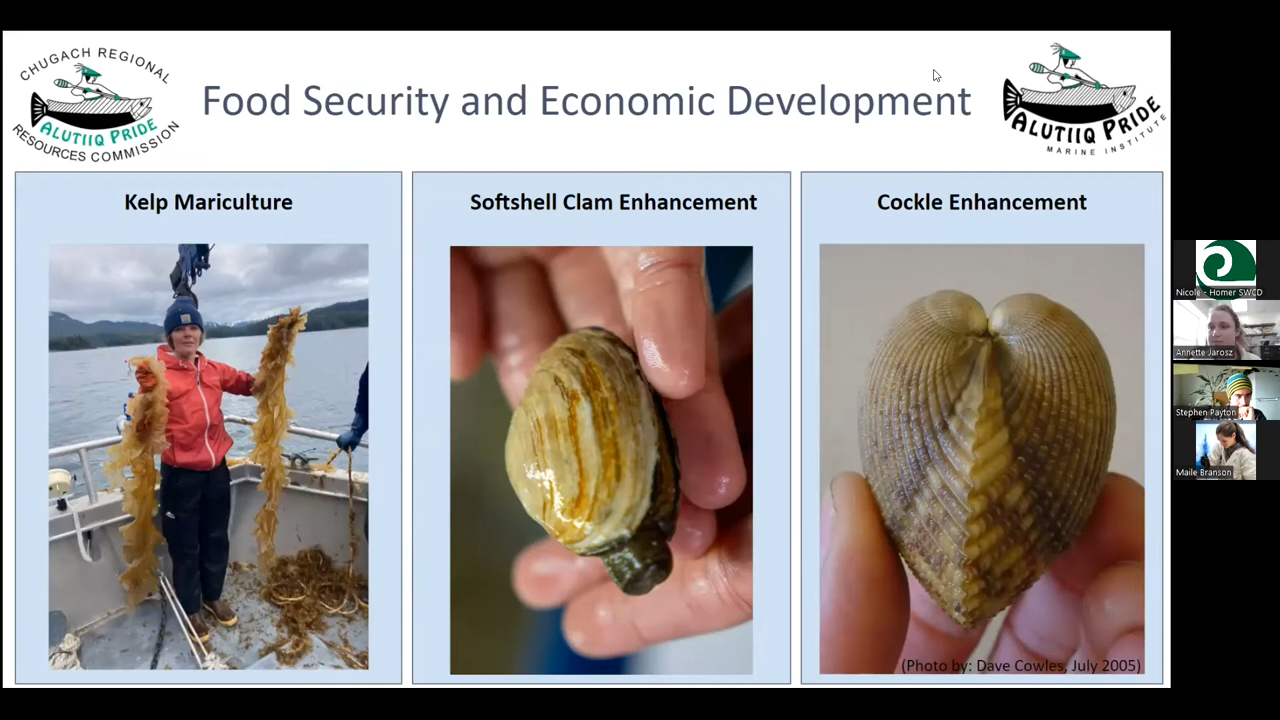 CHUGACH REGIONAL
ALUTIIQ PRIDE
RESOURCES COMMISSION
Food Security and Economic Development
ALUTIIQ PRIDE
MARINE INSTITUTE
Kelp Mariculture
Softshell Clam Enhancement
Cockle Enhancement
(Photo by: Dave Cowles, July 2005)
Nicole - Homer SWCD
Annette Jarosz
Stephen Payton
Maile Branson